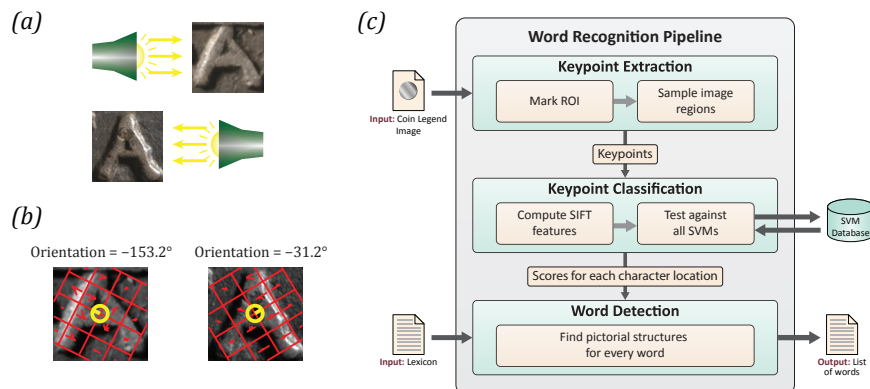 (a)
(b)
Orientation = −153.2°
Orientation = −31.2°
(c)
Word Recognition Pipeline
Keypoint Extraction
Mark ROI
Sample image
regions
Input: Coin Legend
Image
Keypoints
Keypoint Classification
Compute SIFT
features
Test against
all SVMs
SVM
Database
Scores for each character location
Word Detection
Find pictorial structures
for every word
Input: Lexicon
Output: List
of words